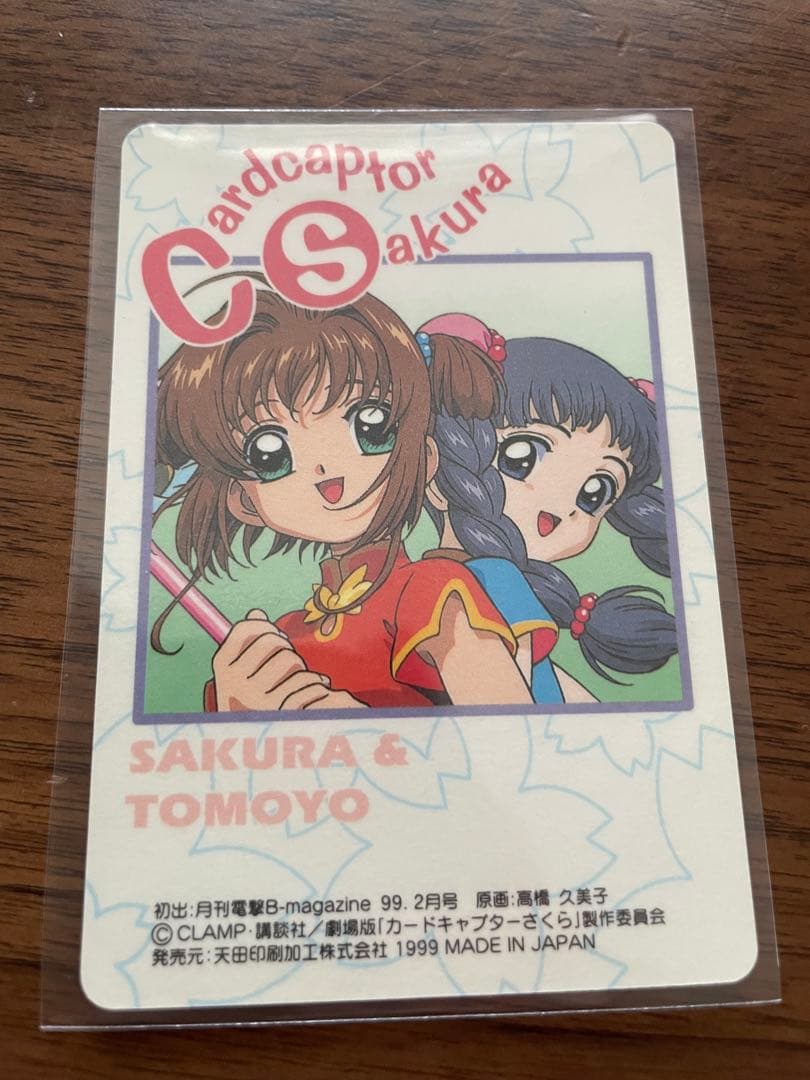 Cardcaptor
Sakura
SAKURA &
TOMOYO
初出:月刊電撃B-magazine 99. 2月号 原画:高橋 久美子
©CLAMP・講談社／劇場版「カードキャプターさくら」製作委員会
発売元:天田印刷加工株式会社 1999 MADE IN JAPAN